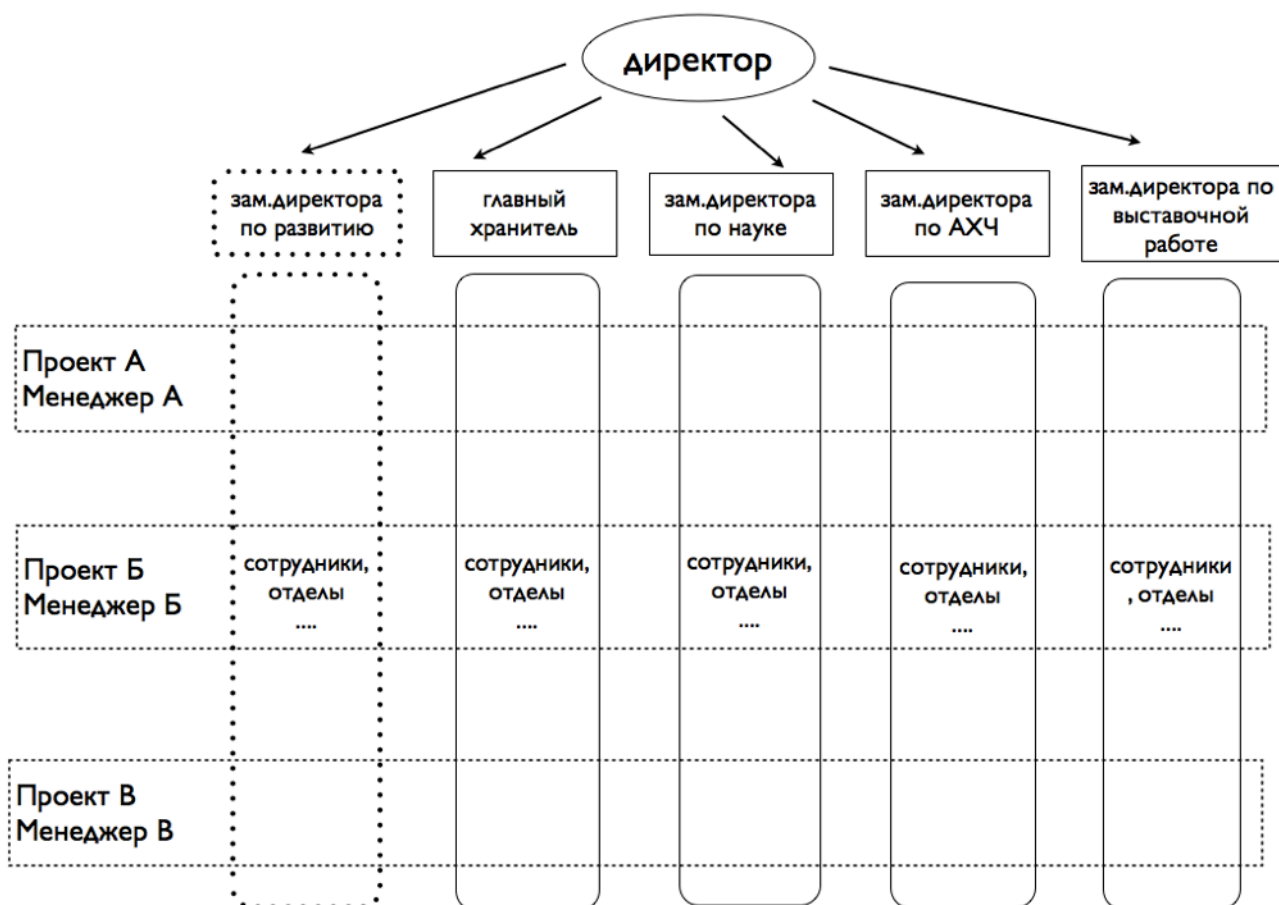 директор
зам.директора
по развитию
главный
хранитель
зам.директора
по науке
зам.директора
по АХЧ
зам.директора по
выставочной
работе
Проект А
Менеджер А
Проект Б
Менеджер Б
сотрудники,
отделы
....
сотрудники,
отделы
....
сотрудники,
отделы
....
сотрудники,
отделы
....
сотрудники
, отделы
....
Проект В
Менеджер В